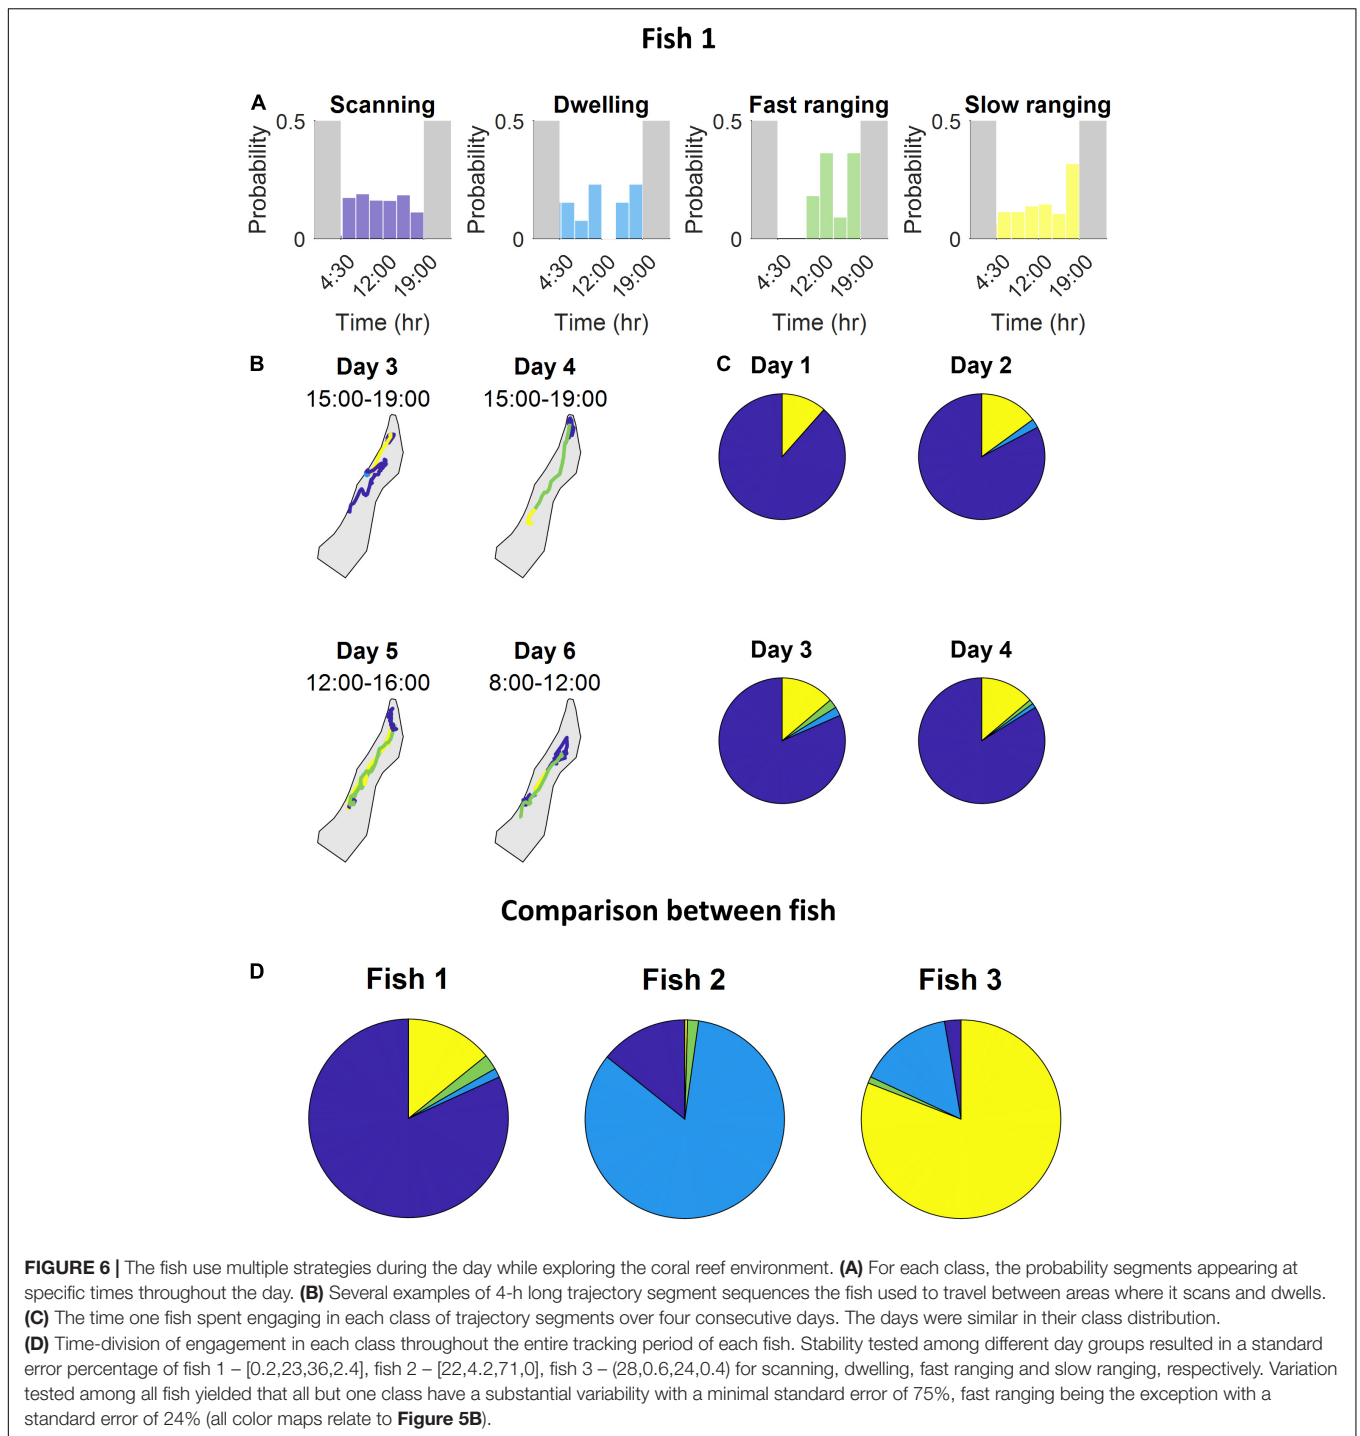 Fish 1
A
Scanning
Dwelling
Fast ranging
Slow ranging
0.5
0.5
0.5
0.5
Probability
Probability
Probability
Probability
0
0
0
0
4:30
12:00
19:00
4:30
12:00
19:00
4:30
12:00
19:00
4:30
12:00
19:00
Time (hr)
Time (hr)
Time (hr)
Time (hr)
B
Day 3
15:00-19:00
Day 4
15:00-19:00
C
Day 1
Day 2
Day 5
12:00-16:00
Day 6
8:00-12:00
Day 3
Day 4
Comparison between fish
D
Fish 1
Fish 2
Fish 3
FIGURE 6 | The fish use multiple strategies during the day while exploring the coral reef environment. (A) For each class, the probability segments appearing at
specific times throughout the day. (B) Several examples of 4-h long trajectory segment sequences the fish used to travel between areas where it scans and dwells.
(C) The time one fish spent engaging in each class of trajectory segments over four consecutive days. The days were similar in their class distribution.
(D) Time-division of engagement in each class throughout the entire tracking period of each fish. Stability tested among different day groups resulted in a standard
error percentage of fish 1 – [0.2,23,36,2.4], fish 2 – [22,4.2,71,0], fish 3 – (28,0.6,24,0.4) for scanning, dwelling, fast ranging and slow ranging, respectively. Variation
tested among all fish yielded that all but one class have a substantial variability with a minimal standard error of 75%, fast ranging being the exception with a
standard error of 24% (all color maps relate to Figure 5B).